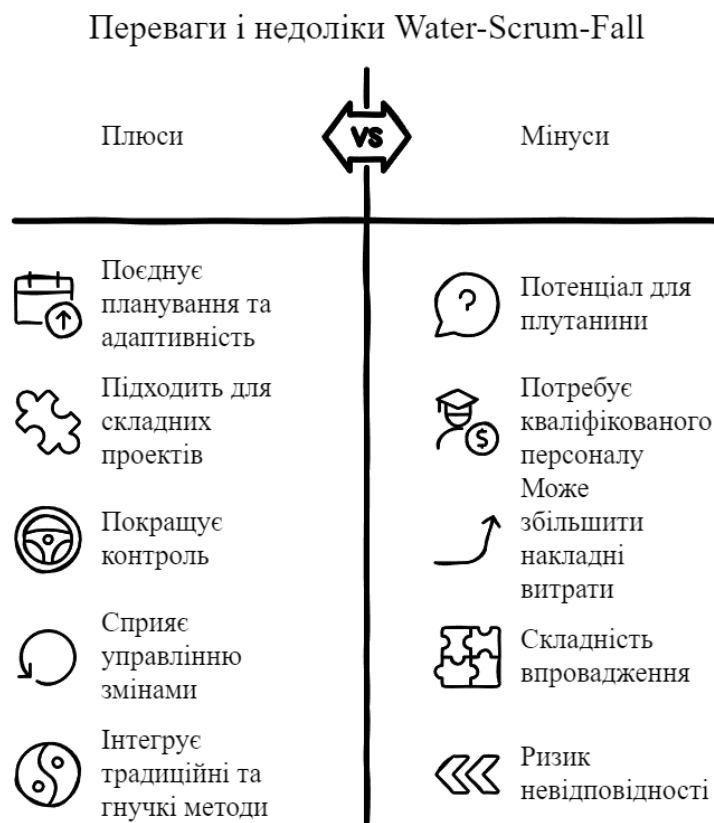 Переваги і недоліки Water-Scrum-Fall
Плюси
VS
Мінуси
Поєднує
планування та
адаптивність
Підходить для
складних
проектів
Покращує
контроль
Сприяє
управлінню
змінами
Інтегрує
традиційні та
гнучкі методи
?
Потенціал для
плутанини
$
Потребує
кваліфікованого
персоналу
Може
збільшити
накладні
витрати
Складність
впровадження
Ризик
невідповідності